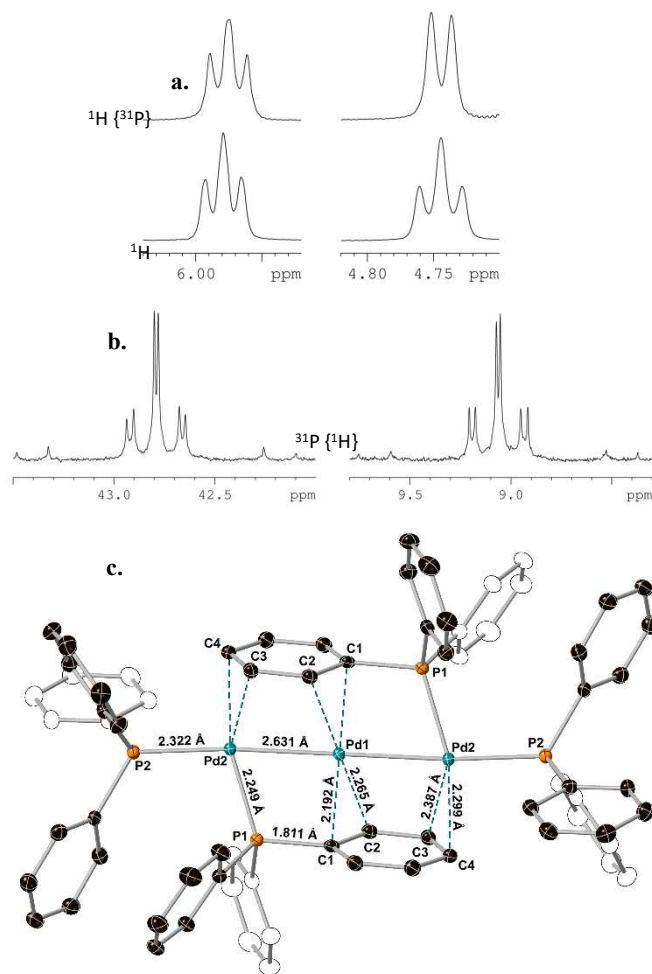 a.
¹H {³¹P}
¹H
6.00 ppm 4.80 4.75 ppm
b.
³¹P {¹H}
43.0 42.5 ppm 9.5 9.0 ppm
c.
C4 C3 C2 C1 P1
2.322 Å 2.631 Å Pd1 P2
P2 Pd2 Pd2
2.249 Å 2.192 Å 2.265 Å 2.387 Å 2.299 Å
P1 1.811 Å C1 C2 C3 C4